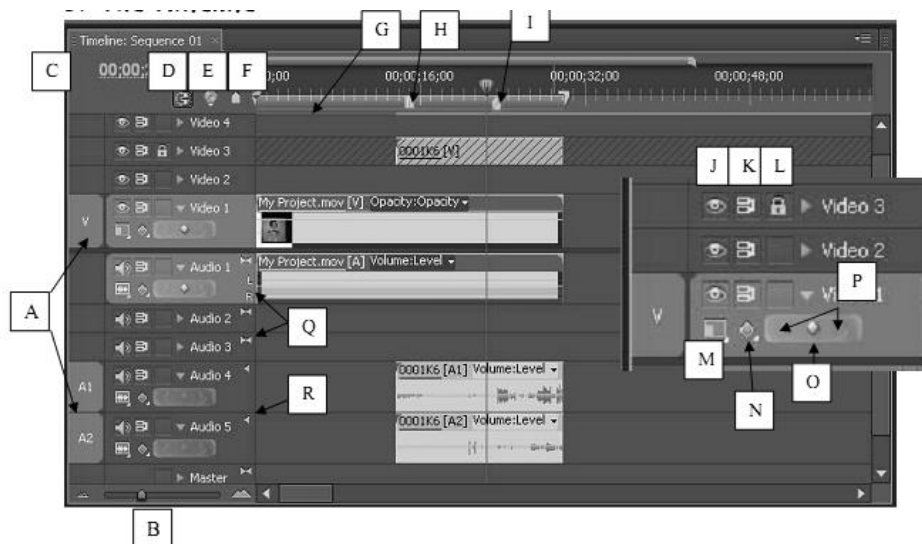 Timeline: Sequence 01
G
H
I
C
D
E
F
00;00;16;00
00;00;32;00
00;00;48;00
Video 4
Video 3
0001K6 [V]
Video 2
V
Video 1
My Project.mov [V] Opacity:Opacity
Audio 1
My Project.mov [A] Volume:Level
L
R
A
Q
Audio 2
Audio 3
A1
Audio 4
0001K6 [A1] Volume:Level
R
A2
Audio 5
0001K6 [A2] Volume:Level
Master
B
J
K
L
Video 3
Video 2
P
V
M
N
O